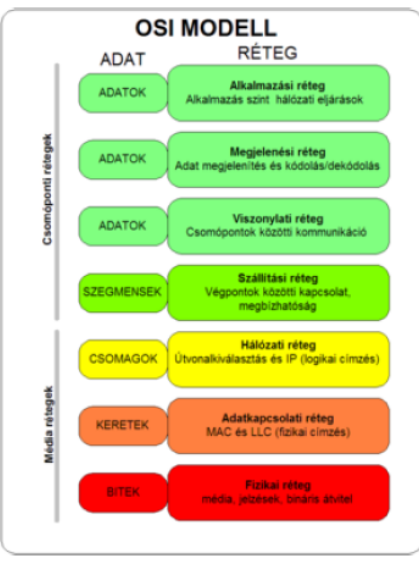 OSI MODELL
ADAT
RÉTEG
Csomóponti rétegek
ADATOK
Alkalmazási réteg
Alkalmazás szint hálózati eljárások
ADATOK
Megjelenési réteg
Adat megjelenítés és kódolás/dekódolás
ADATOK
Viszonylati réteg
Csomópontok közötti kommunikáció
SZEGMENSEK
Szállítási réteg
Végpontok közötti kapcsolat,
megbízhatóság
Média rétegek
CSOMAGOK
Hálózati réteg
Útvonalkiválasztás és IP (logikai címzés)
KERETEK
Adatkapcsolati réteg
MAC és LLC (fizikai címzés)
BITEK
Fizikai réteg
média, jelzések, bináris átvitel